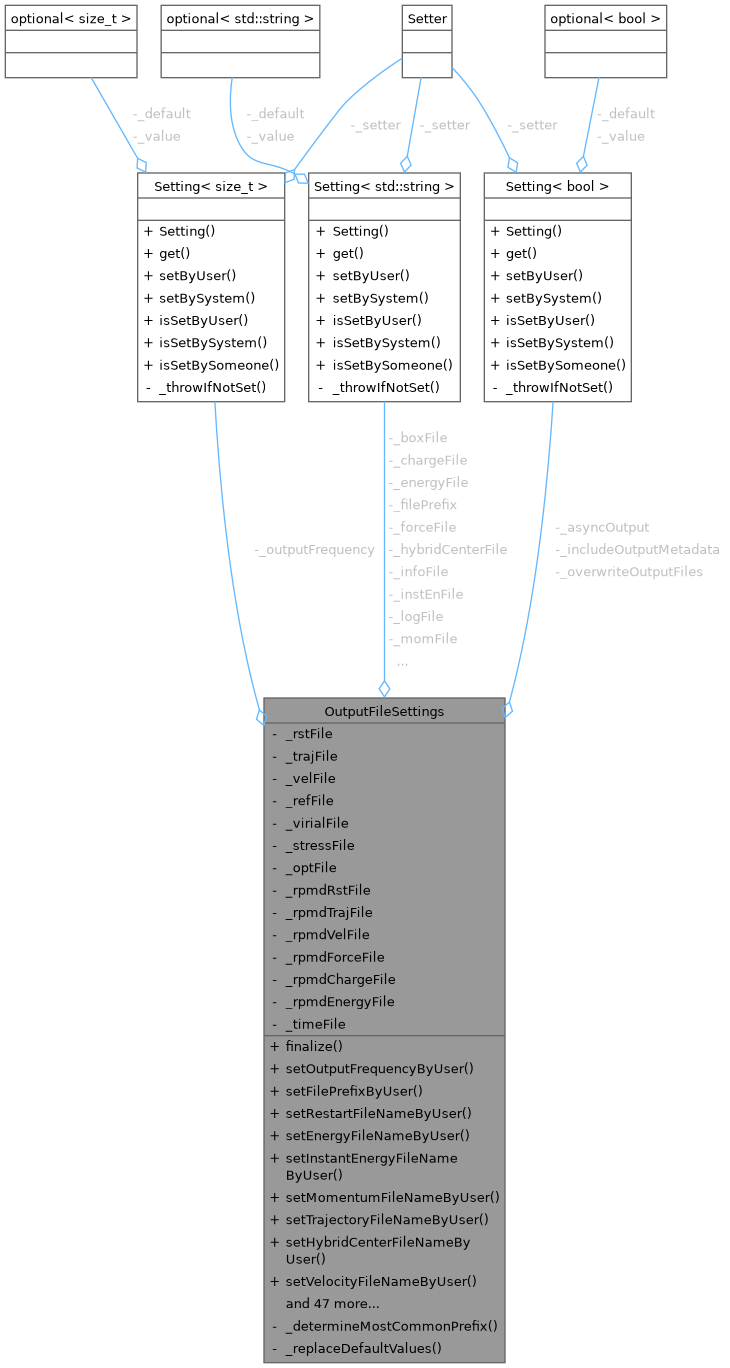 optional< size_t >
optional< std::string >
Setter
optional< bool >
-_default
-_value
-_default
-_value
-_setter
-_setter
-_setter
-_default
-_value
Setting< size_t >
+ Setting()
+ get()
+ setByUser()
+ setBySystem()
+ isSetByUser()
+ isSetBySystem()
+ isSetBySomeone()
- _throwIfNotSet()
Setting< std::string >
+ Setting()
+ get()
+ setByUser()
+ setBySystem()
+ isSetByUser()
+ isSetBySystem()
+ isSetBySomeone()
- _throwIfNotSet()
Setting< bool >
+ Setting()
+ get()
+ setByUser()
+ setBySystem()
+ isSetByUser()
+ isSetBySystem()
+ isSetBySomeone()
- _throwIfNotSet()
-_outputFrequency
-_boxFile
-_chargeFile
-_energyFile
-_filePrefix
-_forceFile
-_hybridCenterFile
-_infoFile
-_instEnFile
-_logFile
-_momFile
...
-_asyncOutput
-_includeOutputMetadata
-_overwriteOutputFiles
OutputFileSettings
- _rstFile
- _trajFile
- _velFile
- _refFile
- _virialFile
- _stressFile
- _optFile
- _rpmdRstFile
- _rpmdTrajFile
- _rpmdVelFile
- _rpmdForceFile
- _rpmdChargeFile
- _rpmdEnergyFile
- _timeFile
+ finalize()
+ setOutputFrequencyByUser()
+ setFilePrefixByUser()
+ setRestartFileNameByUser()
+ setEnergyFileNameByUser()
+ setInstantEnergyFileName
ByUser()
+ setMomentumFileNameByUser()
+ setTrajectoryFileNameByUser()
+ setHybridCenterFileNameBy
User()
+ setVelocityFileNameByUser()
and 47 more...
- _determineMostCommonPrefix()
- _replaceDefaultValues()